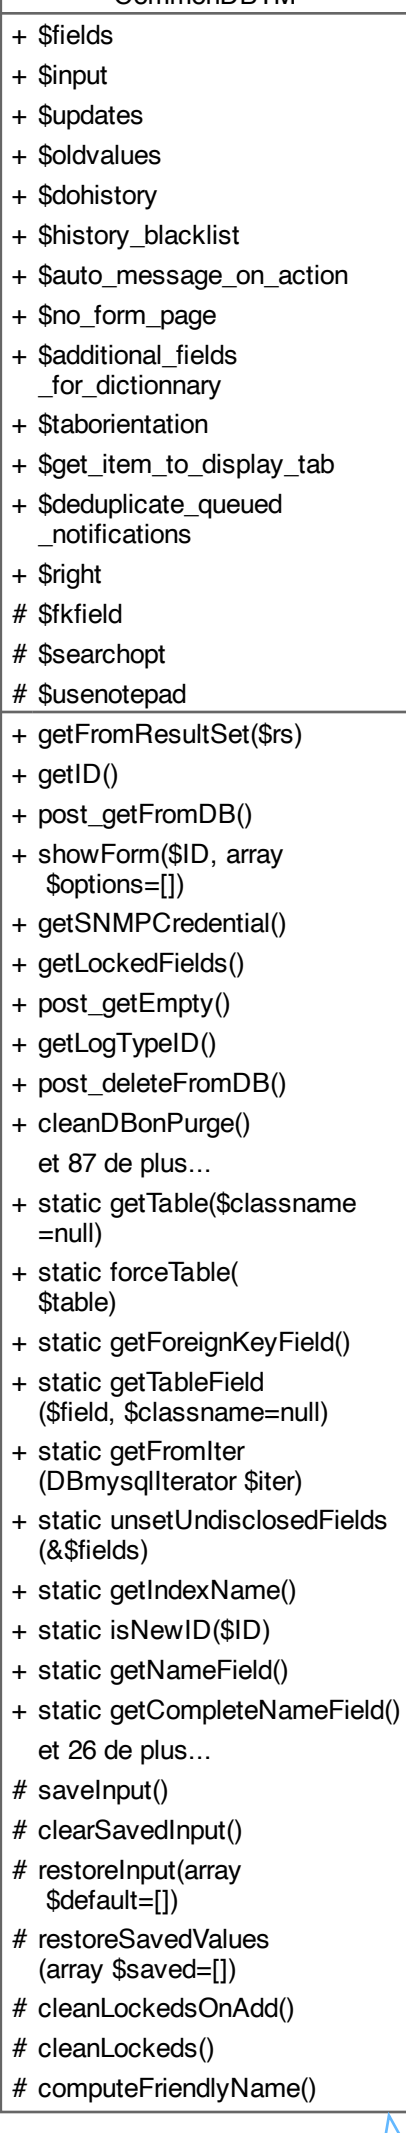 + $fields
+ $input
+ $updates
+ $oldvalues
+ $dohistory
+ $history_blacklist
+ $auto_message_on_action
+ $no_form_page
+ $additional_fields
_for_dictionnary
+ $taborientation
+ $get_item_to_display_tab
+ $deduplicate_queued
_notifications
+ $right
# $fkfield
# $searchopt
# $usenotepad
+ getFromResultSet($rs)
+ getID()
+ post_getFromDB()
+ showForm($ID, array
$options=[])
+ getSNMPCredential()
+ getLockedFields()
+ post_getEmpty()
+ getLogTypeID()
+ post_deleteFromDB()
+ cleanDBonPurge()
et 87 de plus...
+ static getTable($classname
=null)
+ static forceTable(
$table)
+ static getForeignKeyField()
+ static getTableField
($field, $classname=null)
+ static getFromIter
(DBmysqlIterator $iter)
+ static unsetUndisclosedFields
(&$fields)
+ static getIndexName()
+ static isNewID($ID)
+ static getNameField()
+ static getCompleteNameField()
et 26 de plus...
# saveInput()
# clearSavedInput()
# restoreInput(array
$default=[])
# restoreSavedValues
(array $saved=[])
# cleanLockedsOnAdd()
# cleanLockeds()
# computeFriendlyName()